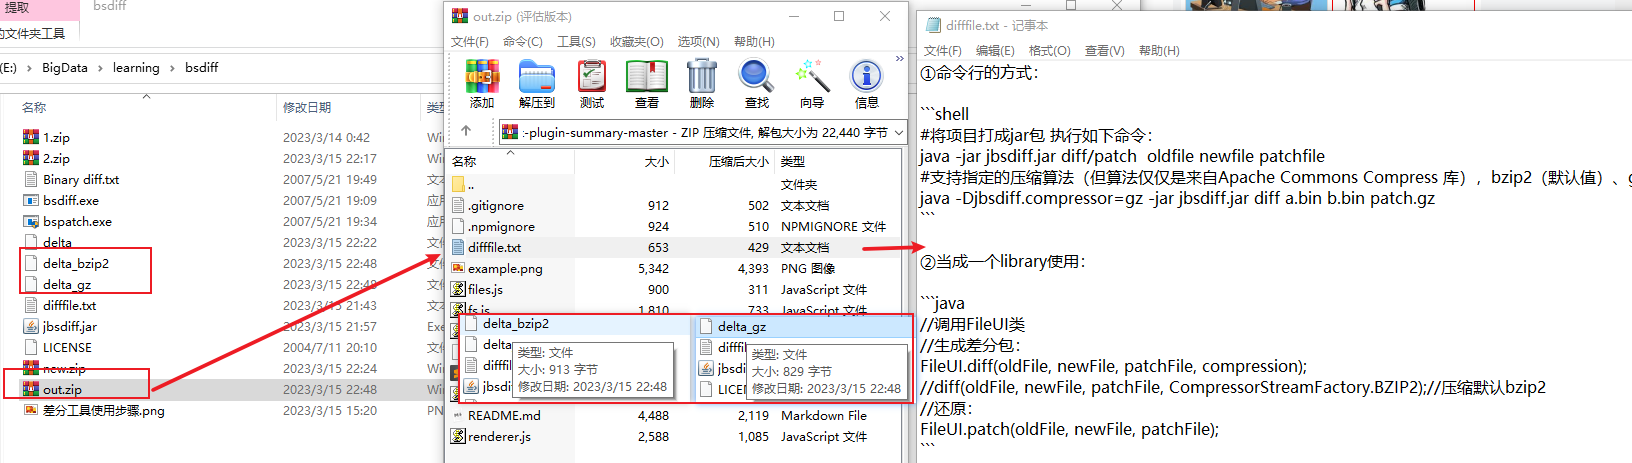 提取
bsdiff
的文件夹工具
(E:)
BigData
learning
bsdiff
名称
修改日期
类型
1.zip
2023/3/14 0:42
2.zip
2023/3/15 22:17
Binary diff.txt
2007/5/21 19:49
bsdiff.exe
2007/5/21 19:49
bspatch.exe
2007/5/21 19:49
delta
2023/3/15 22:22
delta_bzip2
2023/3/15 22:48
delta_gz
2023/3/15 22:48
difffile.txt
2023/3/15 21:43
jbsdiff.jar
2023/3/15 21:57
LICENSE
2004/7/11 20:10
new.zip
2023/3/15 22:24
out.zip
2023/3/15 22:48
差分工具使用步骤.png
2023/3/15 15:20
out.zip (评估版本)
文件(F) 命令(C) 工具(S) 收藏夹(O) 选项(N) 帮助(H)
添加 解压到 测试 查看 删除 查找 向导 信息
:-plugin-summary-master - ZIP 压缩文件, 解包大小为 22,440 字节
名称 大小 压缩后大小 类型
.. 文件夹
.gitignore 912 502 文本文档
.npmignore 924 510 NPMIGNORE 文件
difffile.txt 653 429 文本文档
example.png 5,342 4,393 PNG 图像
files.js 900 311 JavaScript 文件
fs.js 1,810 733 JavaScript 文件
delta_bzip2
delta
difffi
jbsdif
类型: 文件
大小: 913 字节
修改日期: 2023/3/15 22:48
delta_gz
difffil
jbsdi
LICEN
类型: 文件
大小: 829 字节
修改日期: 2023/3/15 22:48
README.md 4,488 2,119 Markdown File
renderer.js 2,588 1,085 JavaScript 文件
difffile.txt - 记事本
文件(F) 编辑(E) 格式(O) 查看(V) 帮助(H)
①命令行的方式：
```shell
#将项目打成jar包 执行如下命令：
java -jar jbsdiff.jar diff/patch  oldfile newfile patchfile
#支持指定的压缩算法（但算法仅仅是来自Apache Commons Compress 库），bzip2（默认值）、g
java -Djbsdiff.compressor=gz -jar jbsdiff.jar diff a.bin b.bin patch.gz
```
②当成一个library使用：
```java
//调用FileUI类
//生成差分包：
FileUI.diff(oldFile, newFile, patchFile, compression);
//diff(oldFile, newFile, patchFile, CompressorStreamFactory.BZIP2);//压缩默认bzip2
//还原：
FileUI.patch(oldFile, newFile, patchFile);
```